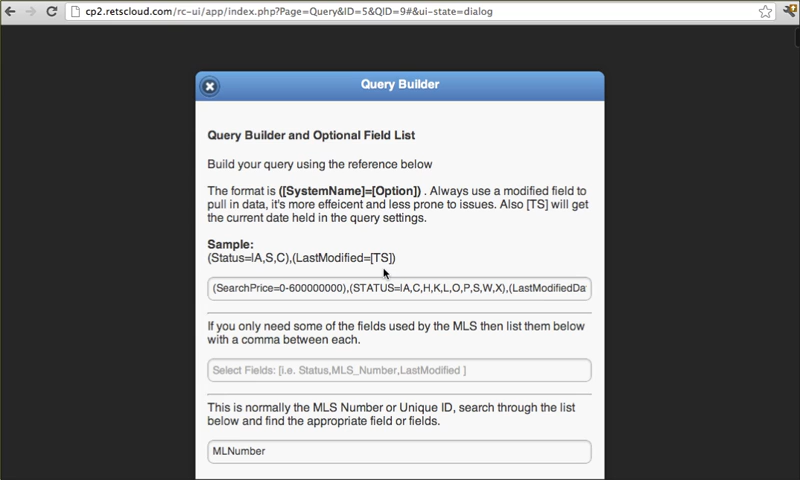 cp2.retscloud.com/rc-ui/app/index.php?Page=Query&ID=5&QID=9#&ui-state=dialog
Query Builder
Query Builder and Optional Field List
Build your query using the reference below
The format is ([SystemName]=[Option]) . Always use a modified field to
pull in data, it's more effeicent and less prone to issues. Also [TS] will get
the current date held in the query settings.
Sample:
(Status=|A,S,C),(LastModified=[TS])
(SearchPrice=0-600000000),(STATUS=|A,C,H,K,L,O,P,S,W,X),(LastModifiedDa
If you only need some of the fields used by the MLS then list them below
with a comma between each.
Select Fields: [i.e. Status,MLS_Number,LastModified ]
This is normally the MLS Number or Unique ID, search through the list
below and find the appropriate field or fields.
MLNumber